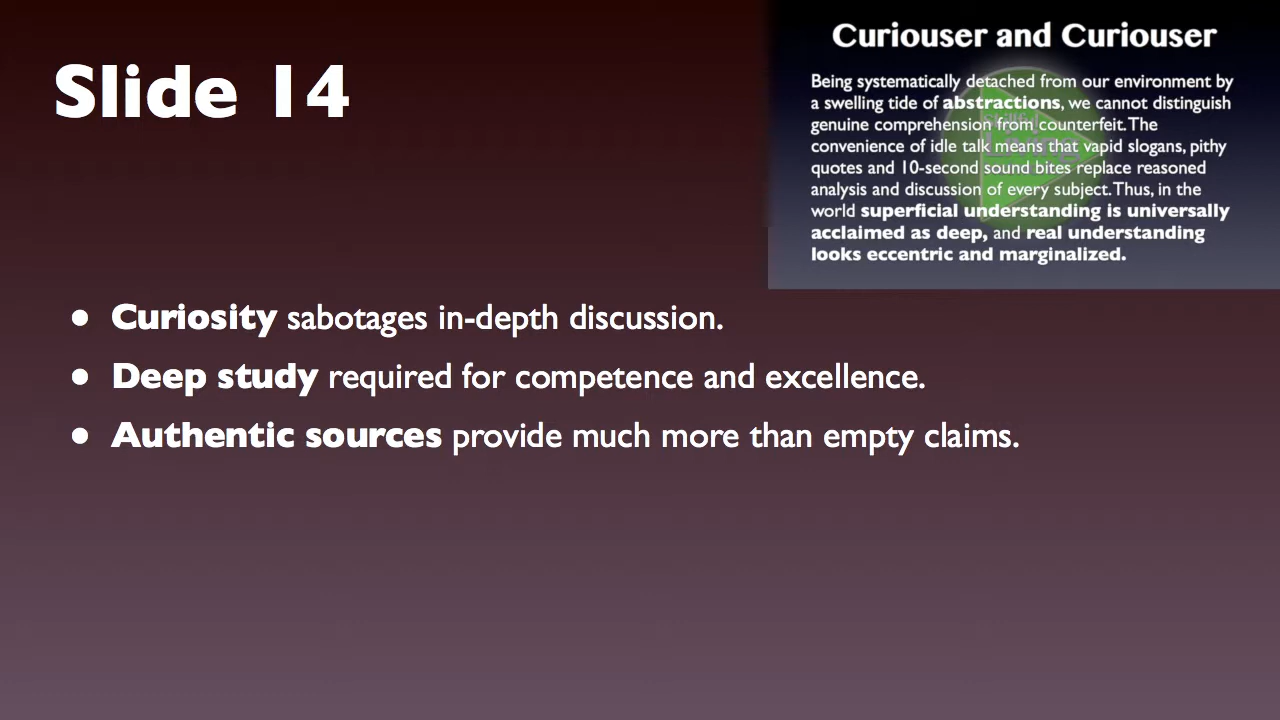 Slide 14
Curiouser and Curiouser
Being systematically detached from our environment by
a swelling tide of abstractions, we cannot distinguish
genuine comprehension from counterfeit. The
convenience of idle talk means that vapid slogans, pithy
quotes and 10-second sound bites replace reasoned
analysis and discussion of every subject. Thus, in the
world superficial understanding is universally
acclaimed as deep, and real understanding
looks eccentric and marginalized.
● Curiosity sabotages in-depth discussion.
● Deep study required for competence and excellence.
● Authentic sources provide much more than empty claims.